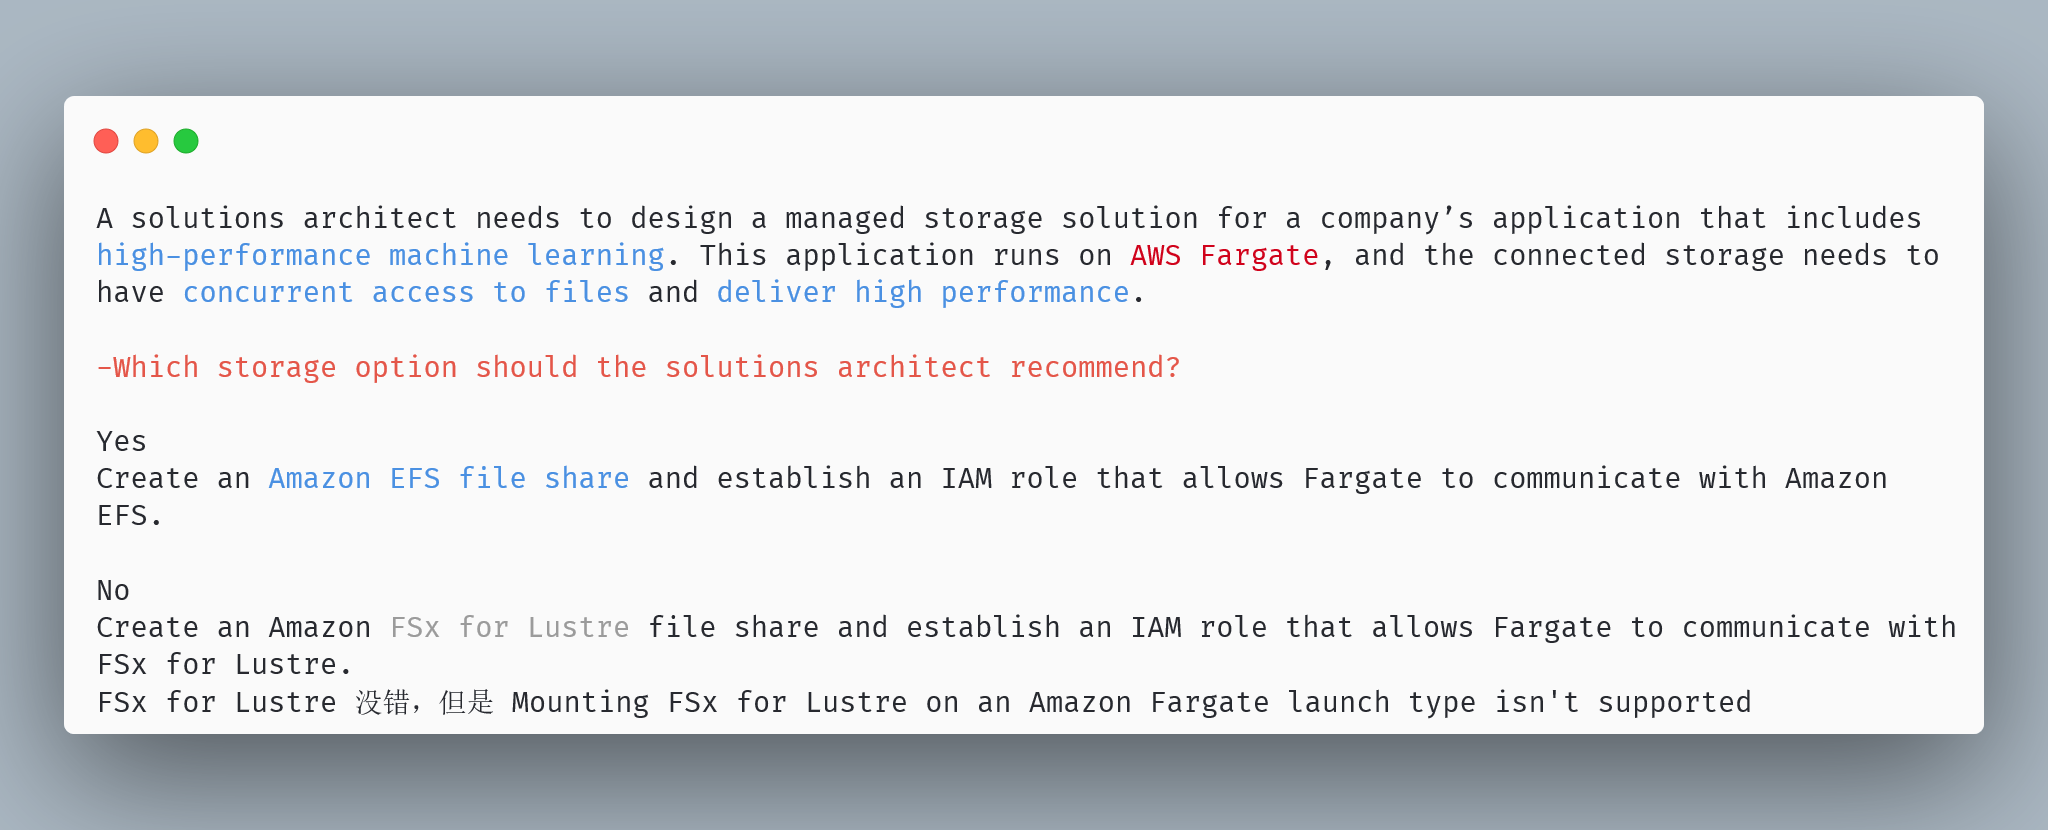 A solutions architect needs to design a managed storage solution for a company’s application that includes
high-performance machine learning. This application runs on AWS Fargate, and the connected storage needs to
have concurrent access to files and deliver high performance.
-Which storage option should the solutions architect recommend?
Yes
Create an Amazon EFS file share and establish an IAM role that allows Fargate to communicate with Amazon
EFS.
No
Create an Amazon FSx for Lustre file share and establish an IAM role that allows Fargate to communicate with
FSx for Lustre.
FSx for Lustre 没错，但是 Mounting FSx for Lustre on an Amazon Fargate launch type isn't supported